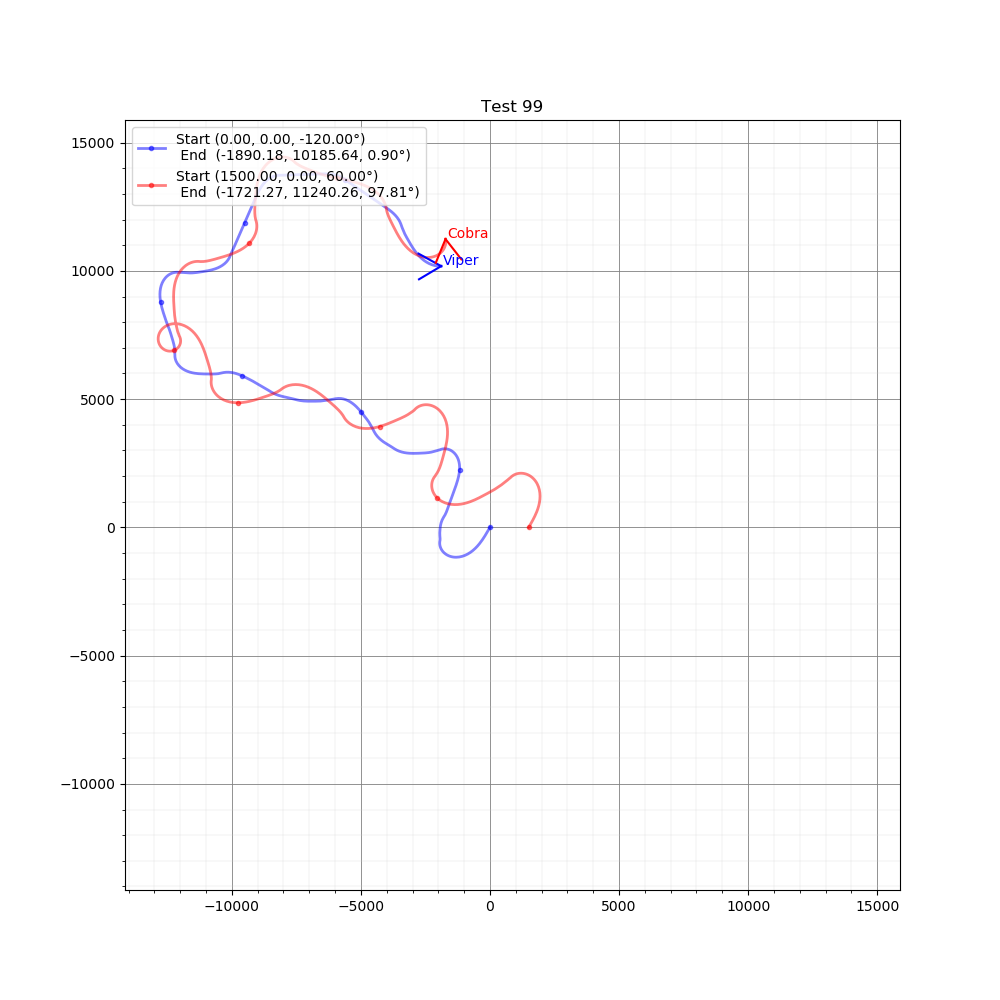 Test 99
Start (0.00, 0.00, -120.00°)
End (-1890.18, 10185.64, 0.90°)
Start (1500.00, 0.00, 60.00°)
End (-1721.27, 11240.26, 97.81°)
Cobra
Viper
15000
10000
5000
0
−5000
−10000
−10000 −5000 0 5000 10000 15000